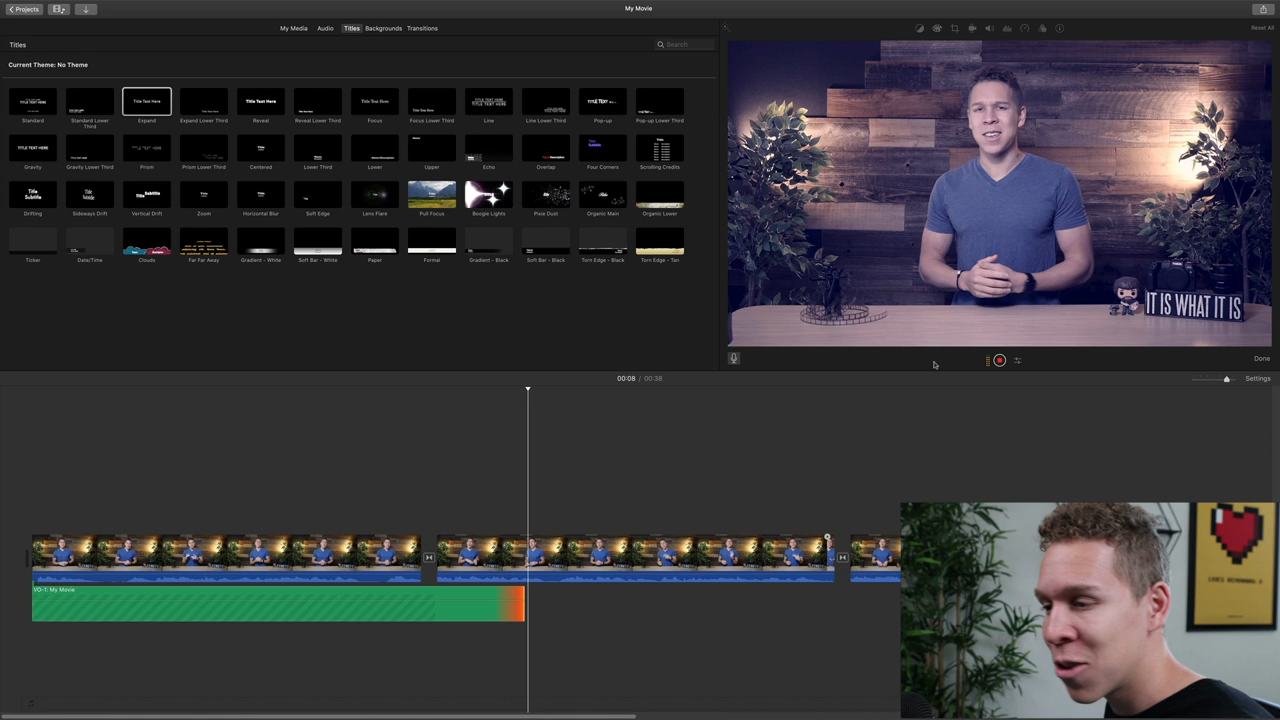 Projects
My Movie
My Media Audio Titles Backgrounds Transitions
Reset All
Titles
Search
Current Theme: No Theme
Standard
Standard Lower Third
Expand
Expand Lower Third
Reveal
Reveal Lower Third
Focus
Focus Lower Third
Line
Line Lower Third
Pop-up
Pop-up Lower Third
Gravity
Gravity Lower Third
Prism
Prism Lower Third
Centered
Lower Third
Lower
Upper
Echo
Overlap
Four Corners
Scrolling Credits
Drifting
Sideways Drift
Vertical Drift
Zoom
Horizontal Blur
Soft Edge
Lens Flare
Pull Focus
Boogie Lights
Pixie Dust
Organic Main
Organic Lower
Ticker
Date/Time
Clouds
Far Far Away
Gradient - White
Soft Bar - White
Paper
Formal
Gradient - Black
Soft Bar - Black
Torn Edge - Black
Torn Edge - Tan
IT IS WHAT IT IS
Done
00:08 / 00:38
Settings
VO-1: My Movie